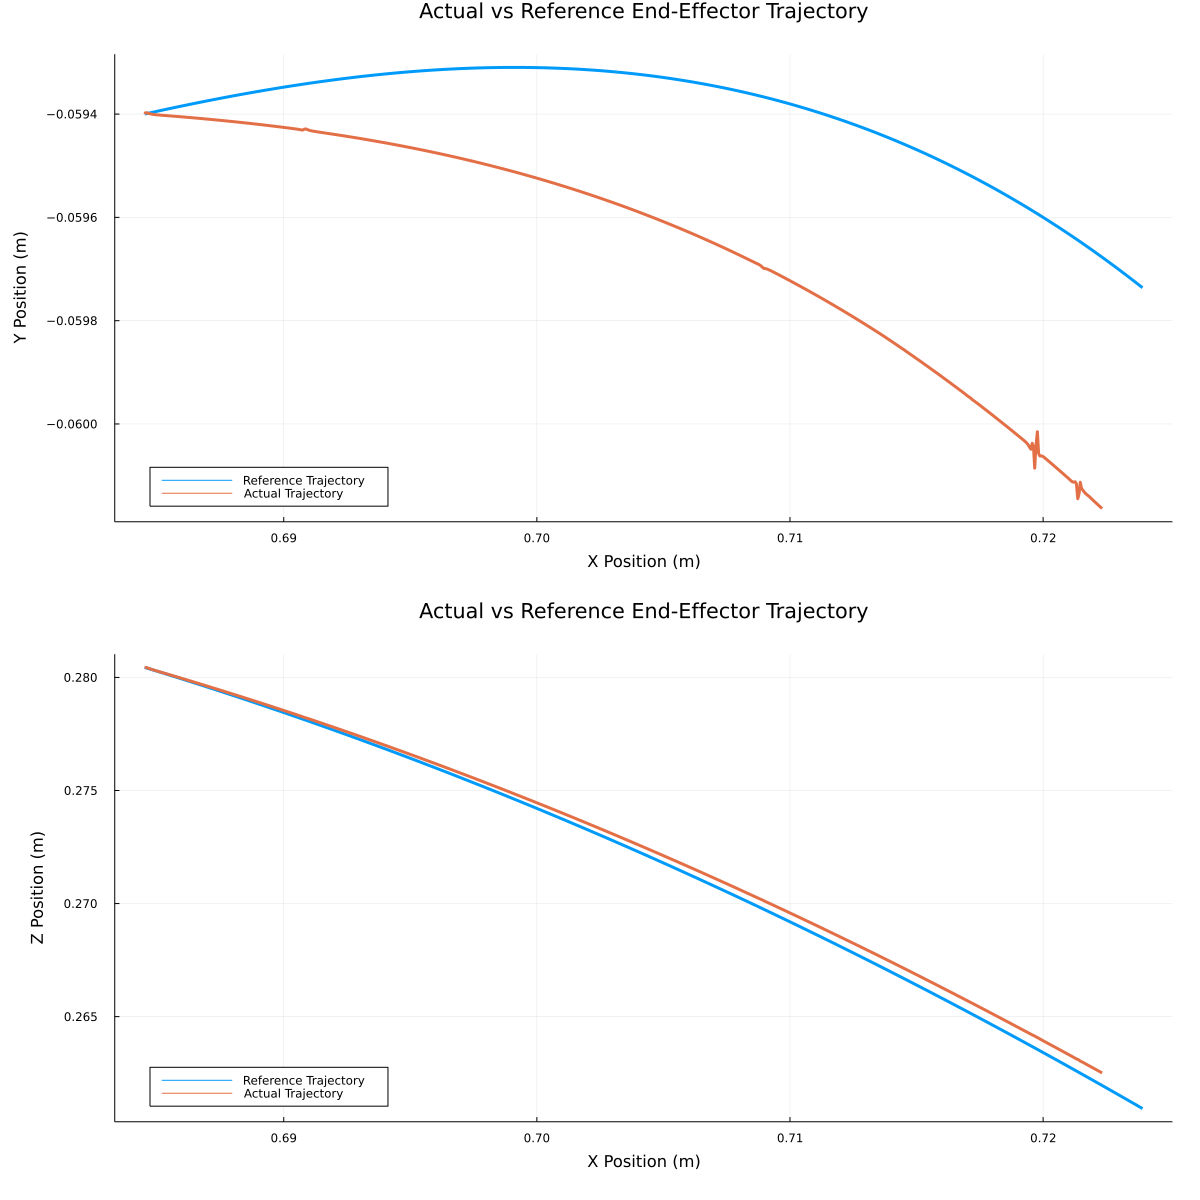 Actual vs Reference End-Effector Trajectory
−0.0594
−0.0596
−0.0598
−0.0600
Y Position (m)
Reference Trajectory
Actual Trajectory
0.69 0.70 0.71 0.72
X Position (m)
Actual vs Reference End-Effector Trajectory
0.280
0.275
0.270
0.265
Z Position (m)
Reference Trajectory
Actual Trajectory
0.69 0.70 0.71 0.72
X Position (m)